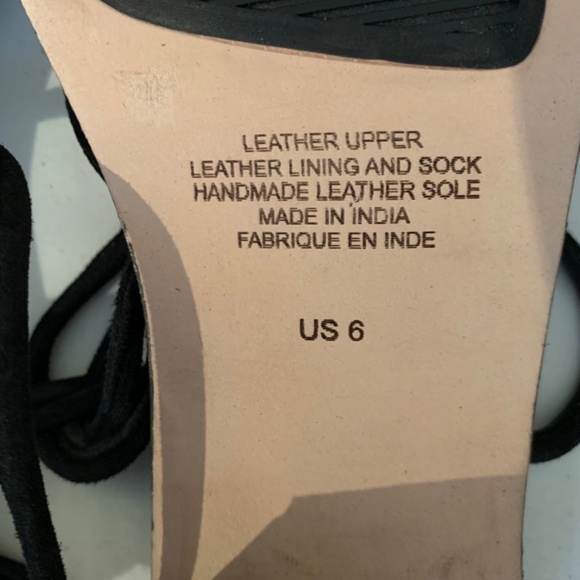 LEATHER UPPER
LEATHER LINING AND SOCK
HANDMADE LEATHER SOLE
MADE IN INDIA
FABRIQUE EN INDE
US 6